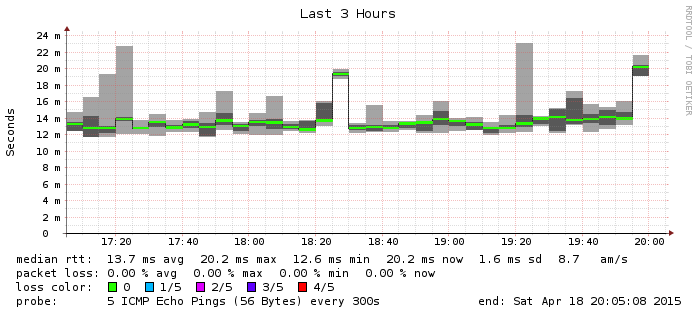 Last 3 Hours
RRDTOOL / TOBI OETIKER
Seconds
24 m
22 m
20 m
18 m
16 m
14 m
12 m
10 m
8 m
6 m
4 m
2 m
0
17:20 17:40 18:00 18:20 18:40 19:00 19:20 19:40 20:00
median rtt: 13.7 ms avg 20.2 ms max 12.6 ms min 20.2 ms now 1.6 ms sd 8.7 am/s
packet loss: 0.00 % avg 0.00 % max 0.00 % min 0.00 % now
loss color: 0 1/5 2/5 3/5 4/5
probe: 5 ICMP Echo Pings (56 Bytes) every 300s end: Sat Apr 18 20:05:08 2015